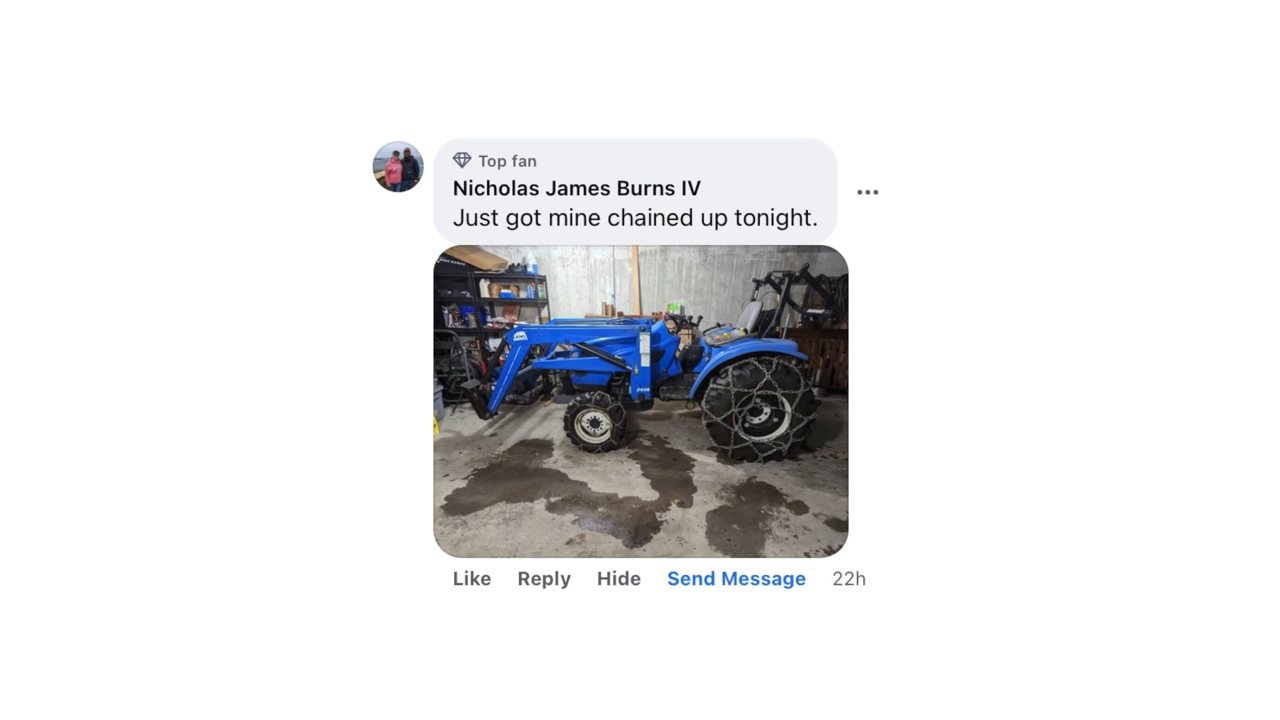 Top fan
Nicholas James Burns IV
Just got mine chained up tonight.
Like Reply Hide Send Message 22h